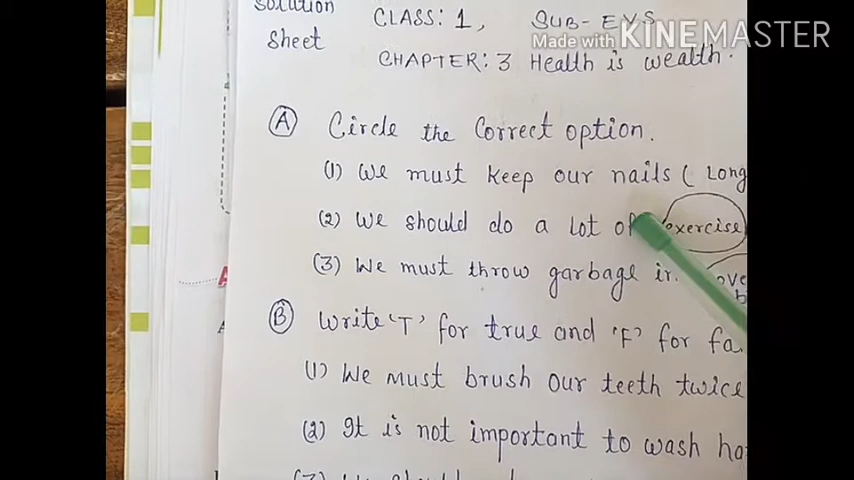 Solution
Sheet
CLASS: 1, SUB- EVS
Made with KINEMASTER
CHAPTER: 3 Health is wealth.
(A) Circle the Correct option.
(1) We must keep our nails ( Long
(2) We should do a lot of exercise
(3) We must throw garbage in
(B) Write 'T' for true and 'F' for fa
(1) We must brush our teeth twice
(2) It is not important to wash ha